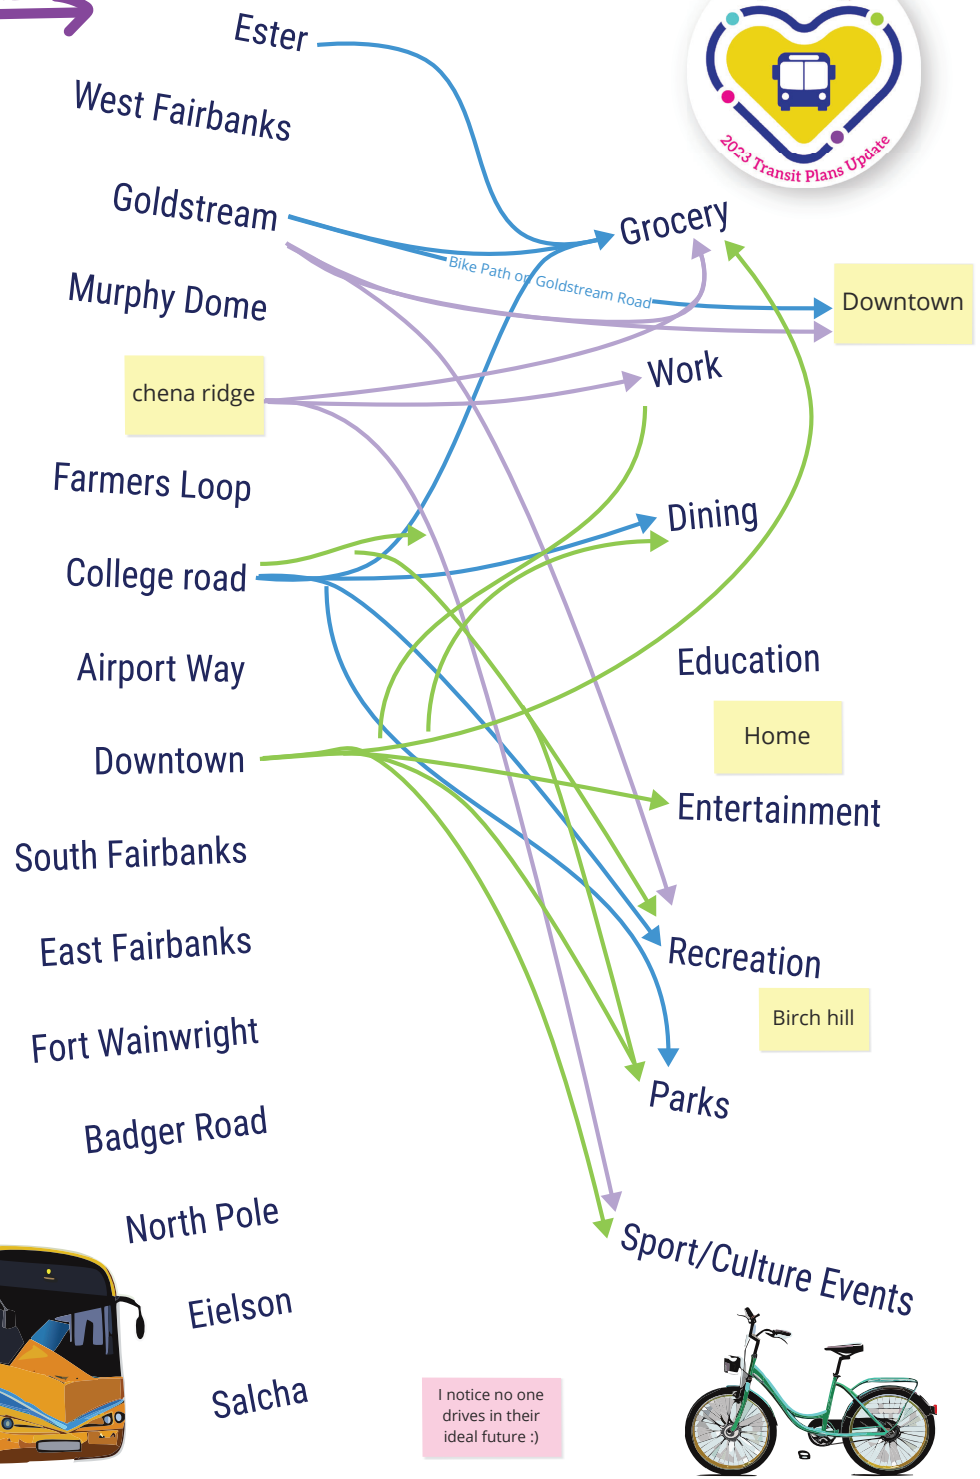 Ester
West Fairbanks
Goldstream
Murphy Dome
chena ridge
Farmers Loop
College road
Airport Way
Downtown
South Fairbanks
East Fairbanks
Fort Wainwright
Badger Road
North Pole
Eielson
Salcha
Bike Path on Goldstream Road
2023 Transit Plans Update
Grocery
Downtown
Work
Dining
Education
Home
Entertainment
Recreation
Birch hill
Parks
Sport/Culture Events
I notice no one
drives in their
ideal future :)